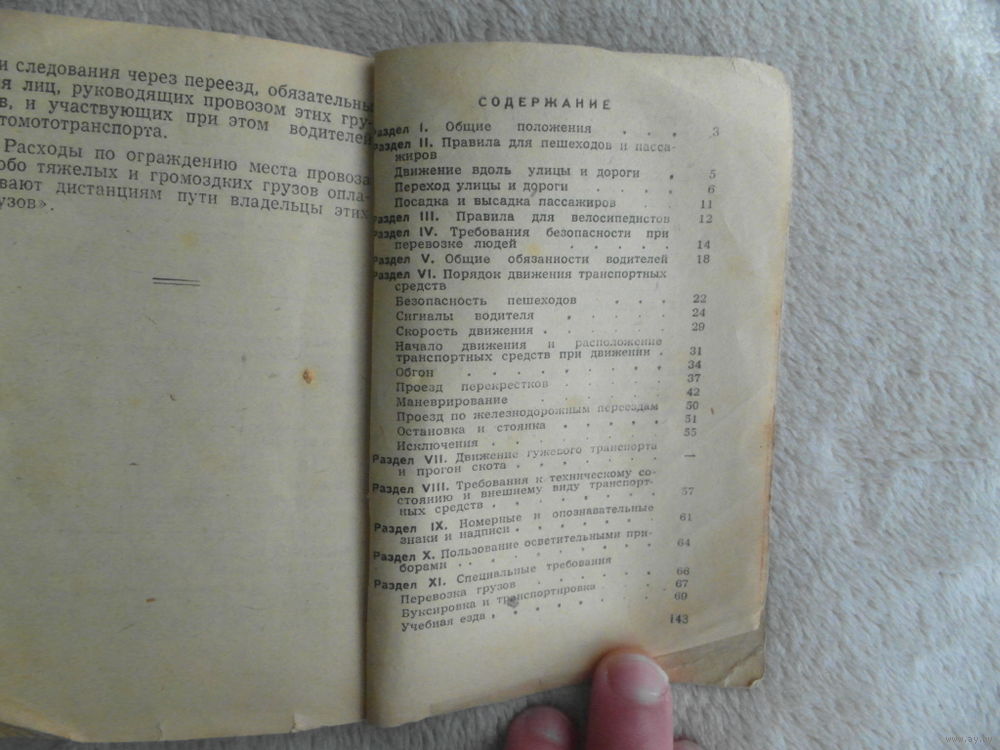 и следования через переезд, обязательны
я лиц, руководящих провозом этих гру-
в, и участвующих при этом водителей
томототранспорта.
Расходы по ограждению места провоза
обо тяжелых и громоздких грузов опла-
вают дистанциям пути владельцы этих
узов».
СОДЕРЖАНИЕ
Раздел I. Общие положения . . . 3
Раздел II. Правила для пешеходов и пасса-
жиров
Движение вдоль улицы и дороги . 5
Переход улицы и дороги . . . . 6
Посадка и высадка пассажиров . . 11
Раздел III. Правила для велосипедистов 12
Раздел IV. Требования безопасности при
перевозке людей . . . . . 14
Раздел V. Общие обязанности водителей 18
Раздел VI. Порядок движения транспортных
средств
Безопасность пешеходов . . . 22
Сигналы водителя . . . . . 24
Скорость движения . . . . . 29
Начало движения и расположение
транспортных средств при движении . 31
Обгон . . . . . . . . 34
Проезд перекрестков . . . . . 37
Маневрирование . . . . . 42
Проезд по железнодорожным переездам 50
Остановка и стоянка . . . . . 51
Исключения . . . . . . . 55
Раздел VII. Движение гужевого транспорта
и прогон скота . . . . . . . —
Раздел VIII. Требования к техническому со-
стоянию и внешнему виду транспорт-
ных средств . . . . . . . 57
Раздел IX. Номерные и опознавательные
знаки и надписи . . . . . . 61
Раздел X. Пользование осветительными при-
борами . . . . . . . . 64
Раздел XI. Специальные требования
Перевозка грузов . . . . . . 66
Буксировка и транспортировка . . 67
Учебная езда . . . . . . . 69
143
www.ay.by